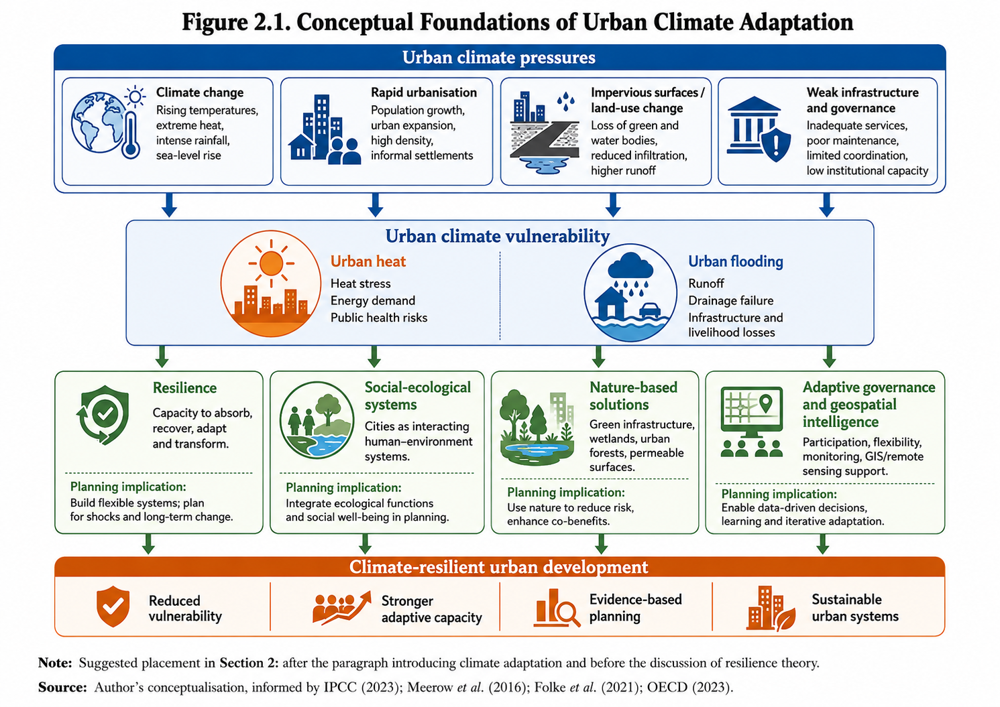 Figure 2.1. Conceptual Foundations of Urban Climate Adaptation
Urban climate pressures
Climate change
Rising temperatures,
extreme heat,
intense rainfall,
sea-level rise
Rapid urbanisation
Population growth,
urban expansion,
high density,
informal settlements
Impervious surfaces /
land-use change
Loss of green and
water bodies,
reduced infiltration,
higher runoff
Weak infrastructure
and governance
Inadequate services,
poor maintenance,
limited coordination,
low institutional capacity
Urban climate vulnerability
Urban heat
Heat stress
Energy demand
Public health risks
Urban flooding
Runoff
Drainage failure
Infrastructure and
livelihood losses
Resilience
Capacity to absorb,
recover, adapt
and transform.
Planning implication:
Build flexible systems; plan
for shocks and long-term change.
Social-ecological
systems
Cities as interacting
human–environment
systems.
Planning implication:
Integrate ecological functions
and social well-being in planning.
Nature-based
solutions
Green infrastructure,
wetlands, urban
forests, permeable
surfaces.
Planning implication:
Use nature to reduce risk,
enhance co-benefits.
Adaptive governance
and geospatial
intelligence
Participation, flexibility,
monitoring, GIS/remote
sensing support.
Planning implication:
Enable data-driven decisions,
learning and iterative adaptation.
Climate-resilient urban development
Reduced
vulnerability
Stronger
adaptive capacity
Evidence-based
planning
Sustainable
urban systems
Note: Suggested placement in Section 2: after the paragraph introducing climate adaptation and before the discussion of resilience theory.
Source: Author's conceptualisation, informed by IPCC (2023); Meerow et al. (2016); Folke et al. (2021); OECD (2023).